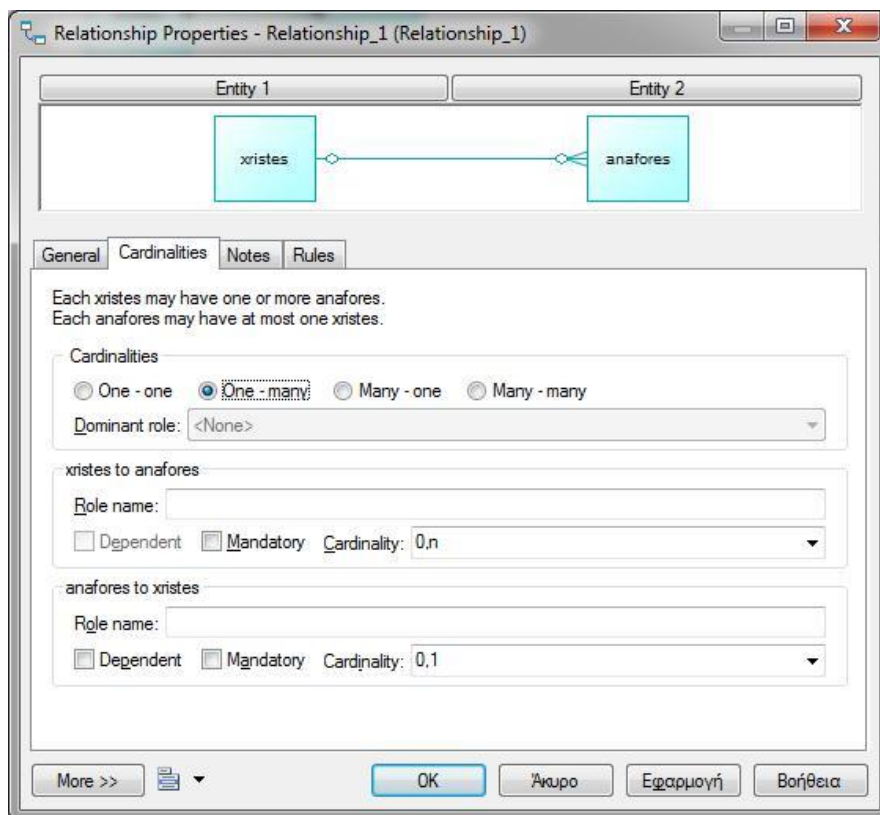 Relationship Properties - Relationship_1 (Relationship_1)
Entity 1 Entity 2
xristes anafores
General Cardinalities Notes Rules
Each xristes may have one or more anafores.
Each anafores may have at most one xristes.
Cardinalities
One - one One - many Many - one Many - many
Dominant role: <None>
xristes to anafores
Role name:
Dependent Mandatory Cardinality: 0,n
anafores to xristes
Role name:
Dependent Mandatory Cardinality: 0,1
More >> OK Άκυρο Εφαρμογή Βοήθεια